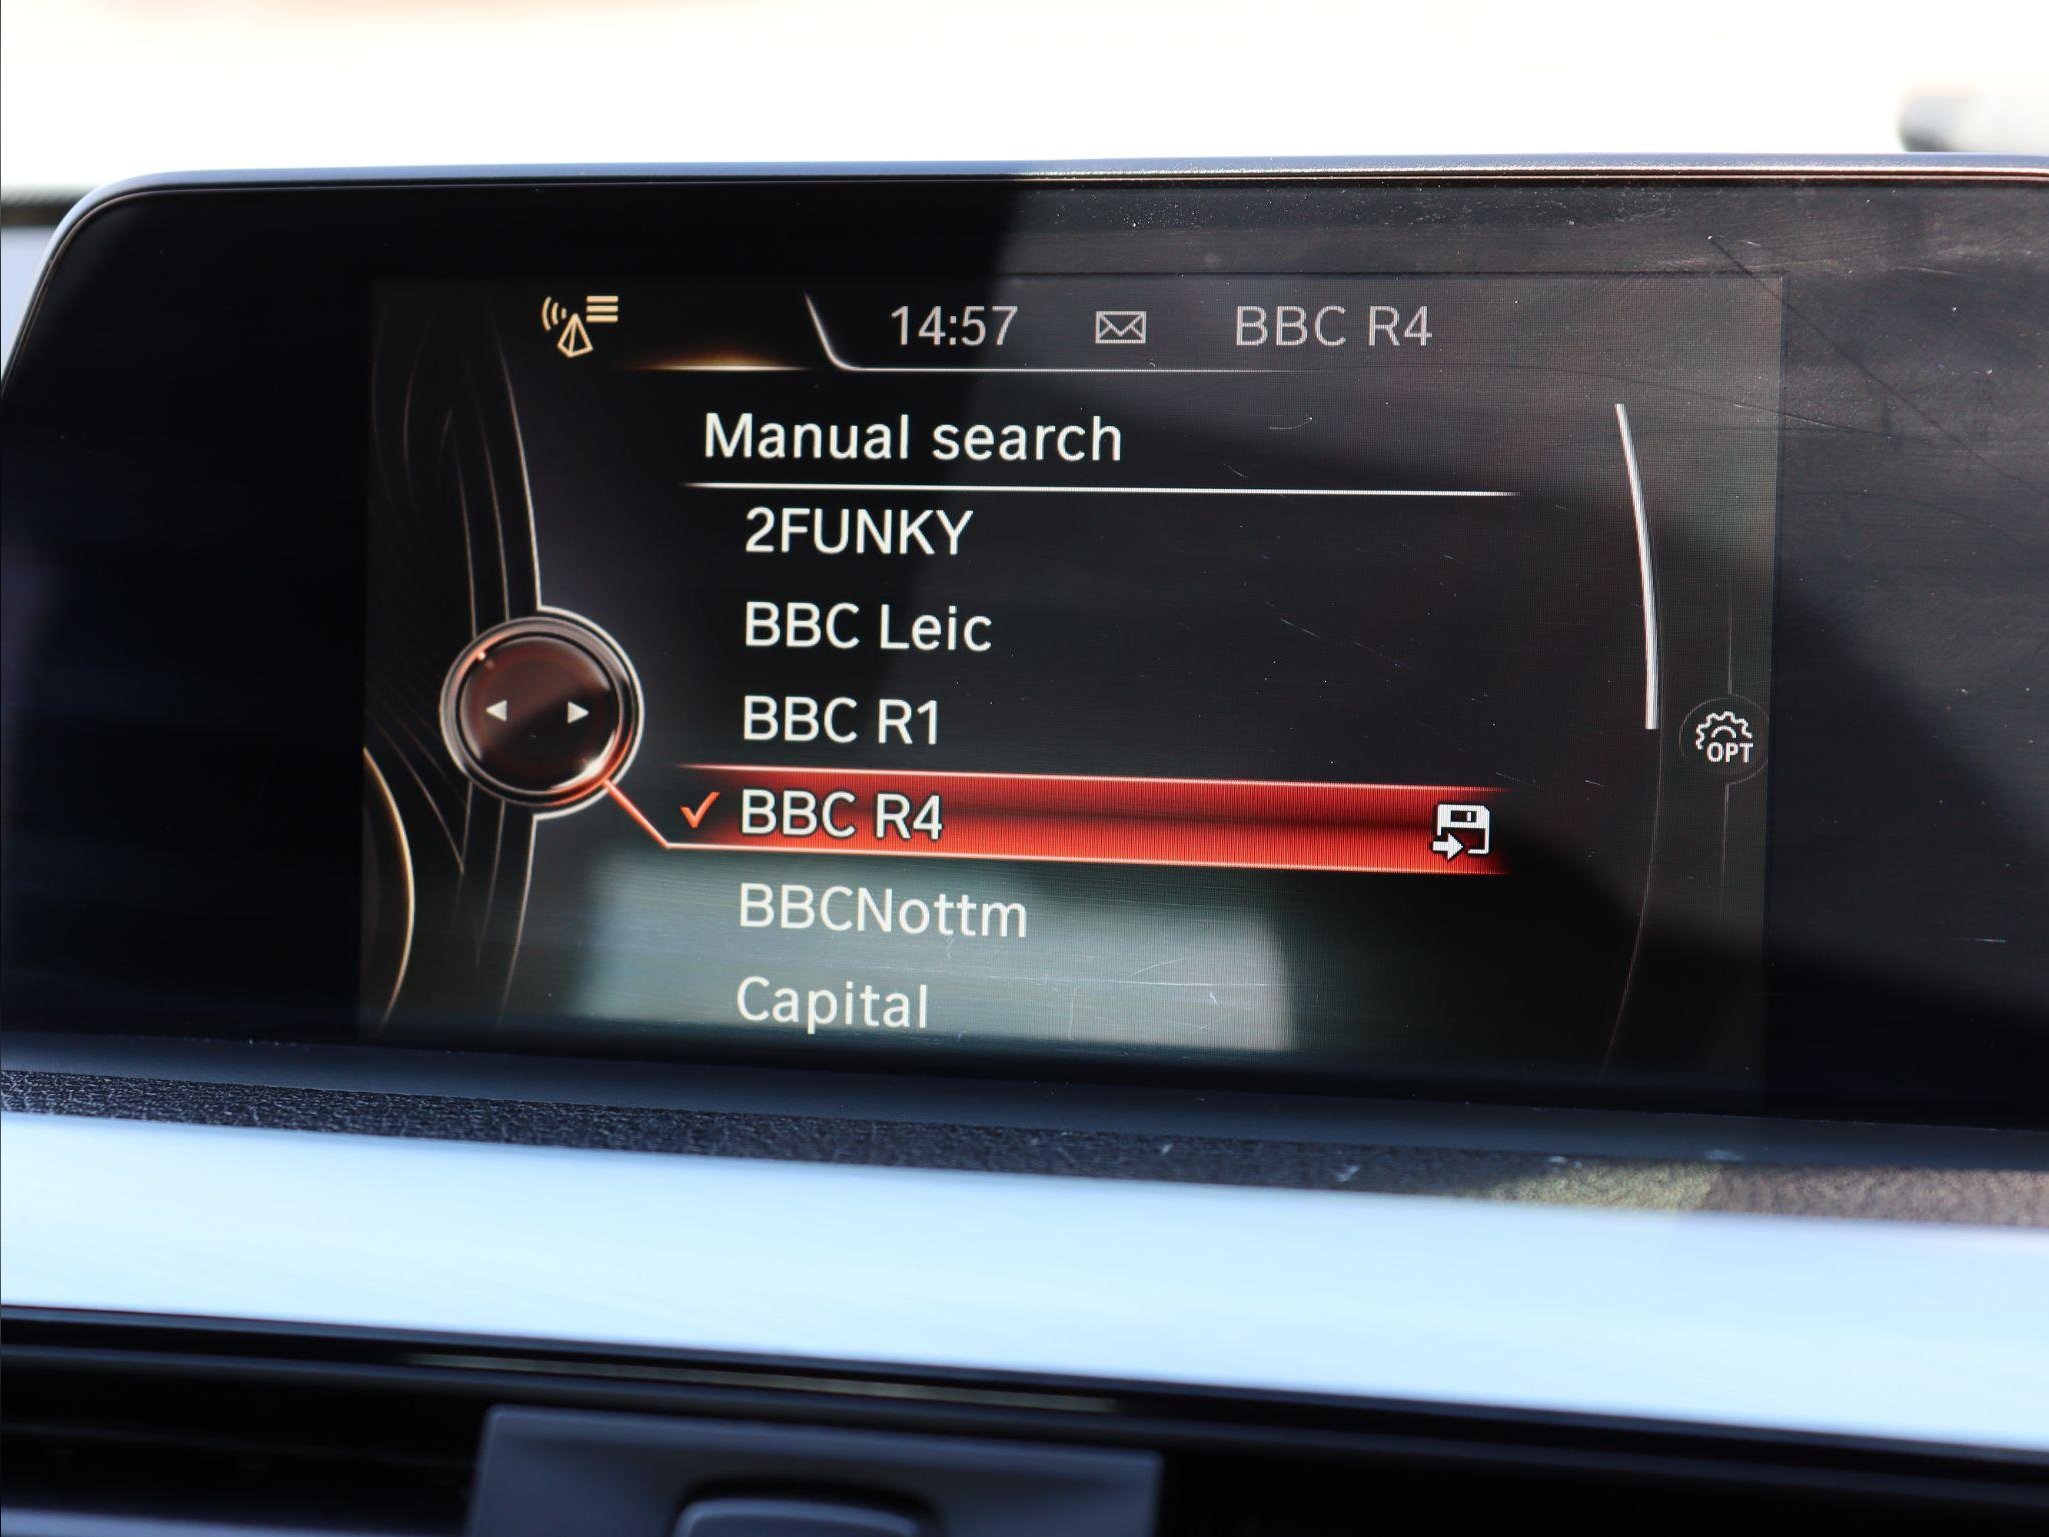 14:57 BBC R4
Manual search
2FUNKY
BBC Leic
BBC R1
BBC R4
OPT
BBCNottm
Capital